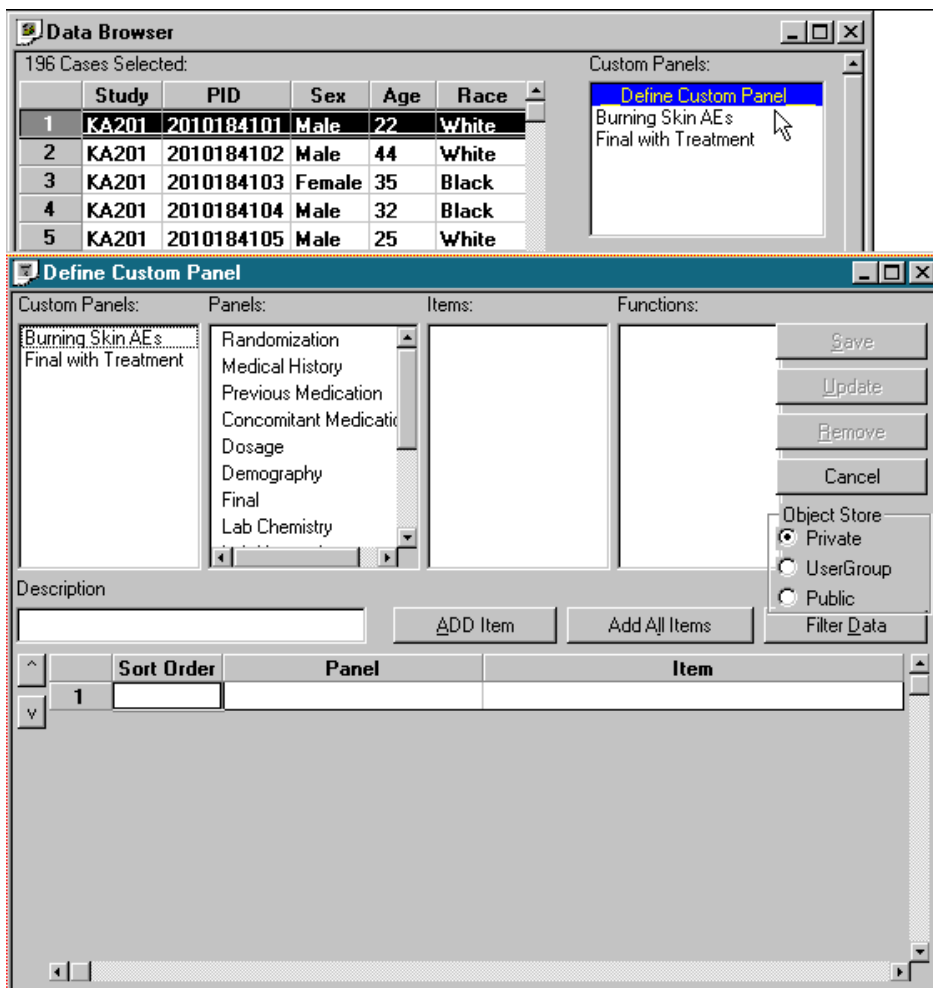 Data Browser
196 Cases Selected:
Custom Panels:
Study PID Sex Age Race
1 KA201 2010184101 Male 22 White
2 KA201 2010184102 Male 44 White
3 KA201 2010184103 Female 35 Black
4 KA201 2010184104 Male 32 Black
5 KA201 2010184105 Male 25 White
Define Custom Panel
Burning Skin AEs
Final with Treatment
Define Custom Panel
Custom Panels:
Burning Skin AEs
Final with Treatment
Panels:
Randomization
Medical History
Previous Medication
Concomitant Medicatic
Dosage
Demography
Final
Lab Chemistry
Items:
Functions:
Save
Update
Remove
Cancel
Object Store
Private
UserGroup
Public
Description
ADD Item
Add All Items
Filter Data
^
v
Sort Order Panel Item
1